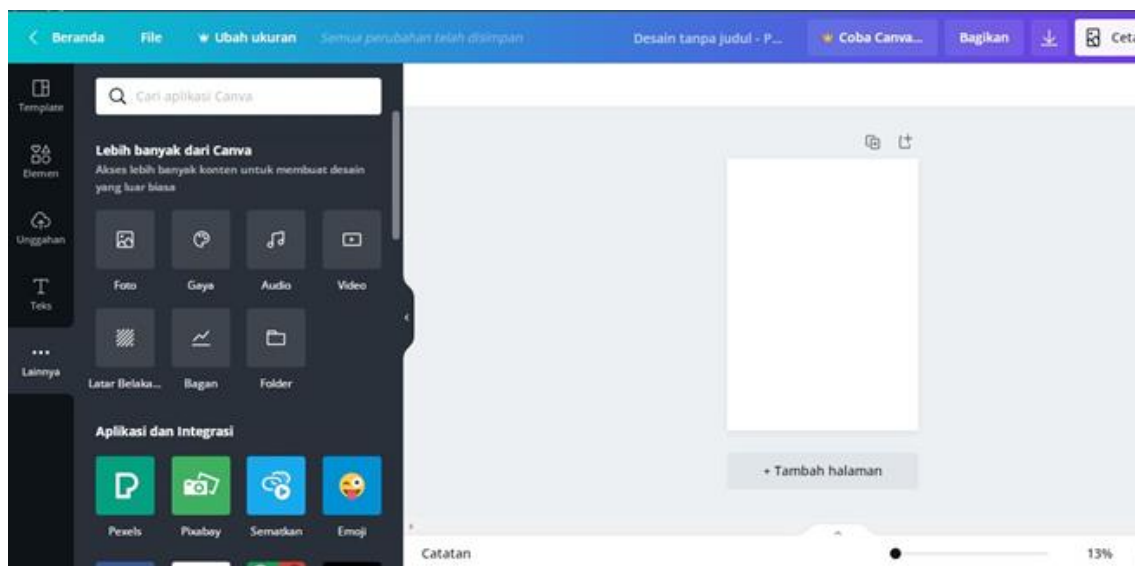 Beranda File Ubah ukuran Semua perubahan telah disimpan Desain tanpa judul - P... Coba Canva... Bagikan Ceta
Template
Elemen
Unggahan
Teks
Lainnya
Cari aplikasi Canva
Lebih banyak dari Canva
Akses lebih banyak konten untuk membuat desain
yang luar biasa
Foto Gaya Audio Video
Latar Belaka... Bagan Folder
Aplikasi dan Integrasi
Pexels Pixabay Sematkan Emoji
+ Tambah halaman
Catatan 13%